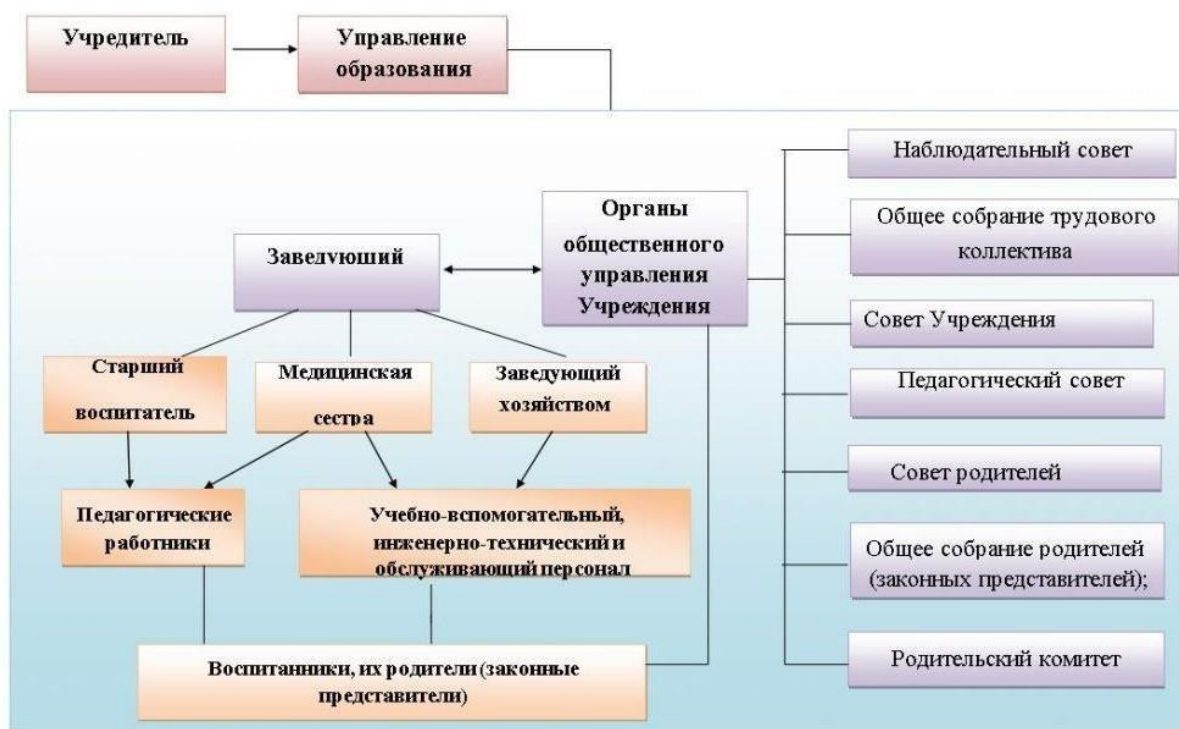 Учредитель
Управление
образования
Наблюдательный совет
Органы
общественного
управления
Учреждения
Общее собрание трудового
коллектива
Заведующий
Совет Учреждения
Старший
воспитатель
Медицинская
сестра
Заведующий
хозяйством
Педагогический совет
Совет родителей
Педагогические
работники
Учебно-вспомогательный,
инженерно-технический и
обслуживающий персонал
Общее собрание родителей
(законных представителей);
Воспитанники, их родители (законные
представители)
Родительский комитет